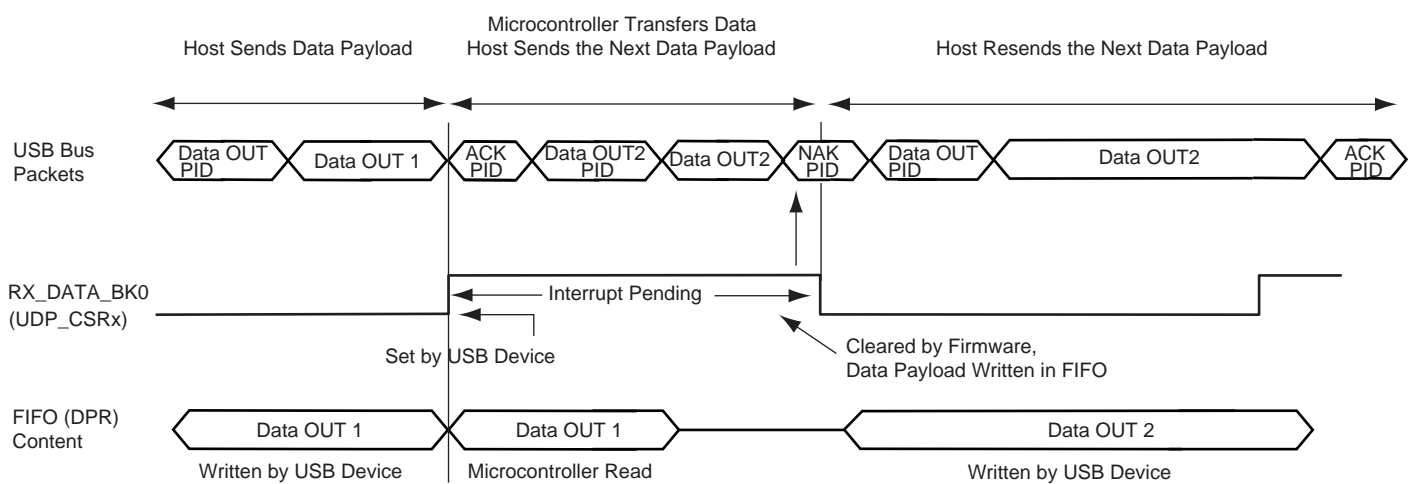 Microcontroller Transfers Data
Host Sends Data Payload
Host Sends the Next Data Payload
Host Resends the Next Data Payload
USB Bus
Packets
Data OUT
PID
Data OUT 1
ACK
PID
Data OUT2
PID
Data OUT2
NAK
PID
Data OUT
PID
Data OUT2
ACK
PID
RX_DATA_BK0
(UDP_CSRx)
Interrupt Pending
Set by USB Device
Cleared by Firmware,
Data Payload Written in FIFO
FIFO (DPR)
Content
Data OUT 1
Data OUT 1
Data OUT 2
Written by USB Device
Microcontroller Read
Written by USB Device